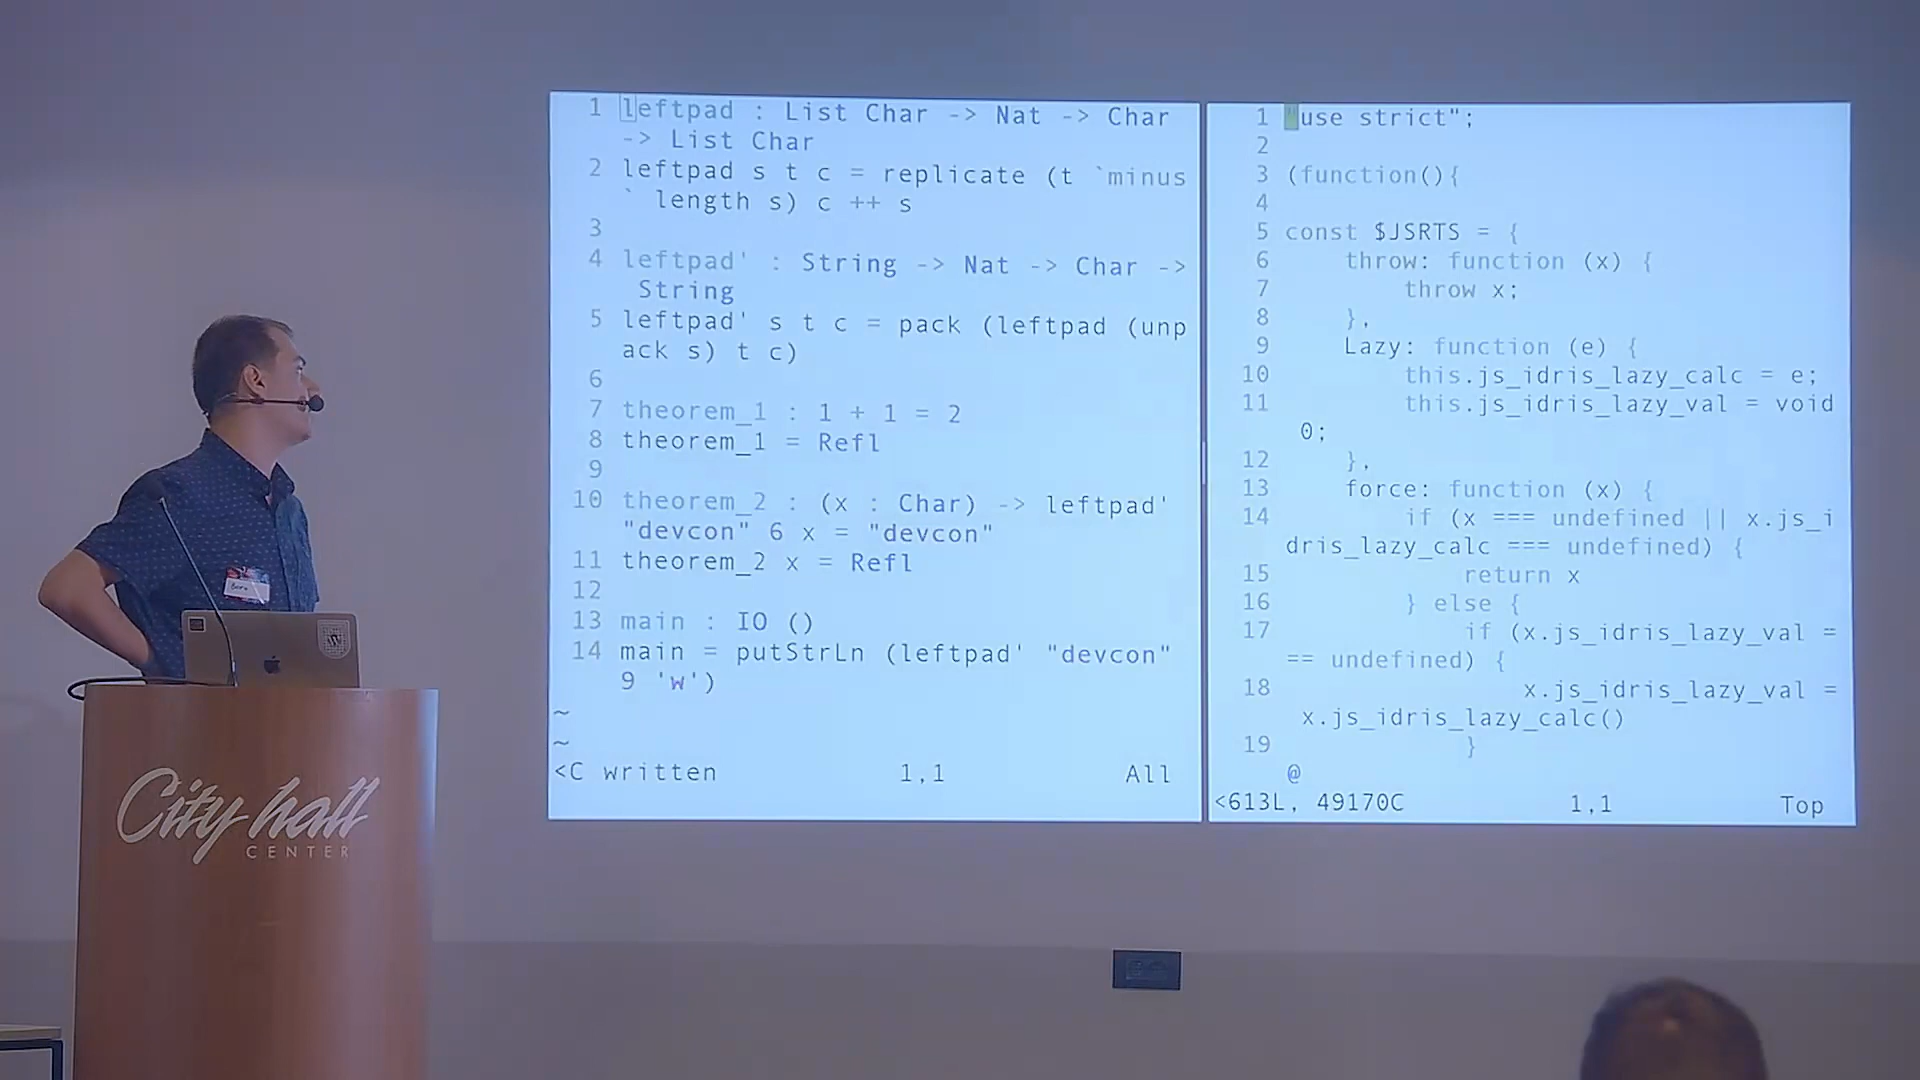 1 leftpad : List Char -> Nat -> Char
-> List Char
2 leftpad s t c = replicate (t `minus
` length s) c ++ s
3
4 leftpad' : String -> Nat -> Char ->
String
5 leftpad' s t c = pack (leftpad (unp
ack s) t c)
6
7 theorem_1 : 1 + 1 = 2
8 theorem_1 = Refl
9
10 theorem_2 : (x : Char) -> leftpad'
"devcon" 6 x = "devcon"
11 theorem_2 x = Refl
12
13 main : IO ()
14 main = putStrLn (leftpad' "devcon"
9 'w')
~
~
<C written 1,1 All
1 "use strict";
2
3 (function(){
4
5 const $JSRTS = {
6 throw: function (x) {
7 throw x;
8 },
9 Lazy: function (e) {
10 this.js_idris_lazy_calc = e;
11 this.js_idris_lazy_val = void
0;
12 },
13 force: function (x) {
14 if (x === undefined || x.js_i
dris_lazy_calc === undefined) {
15 return x
16 } else {
17 if (x.js_idris_lazy_val =
== undefined) {
18 x.js_idris_lazy_val =
x.js_idris_lazy_calc()
19 }
@
<613L, 49170C 1,1 Top
City hall
CENTER